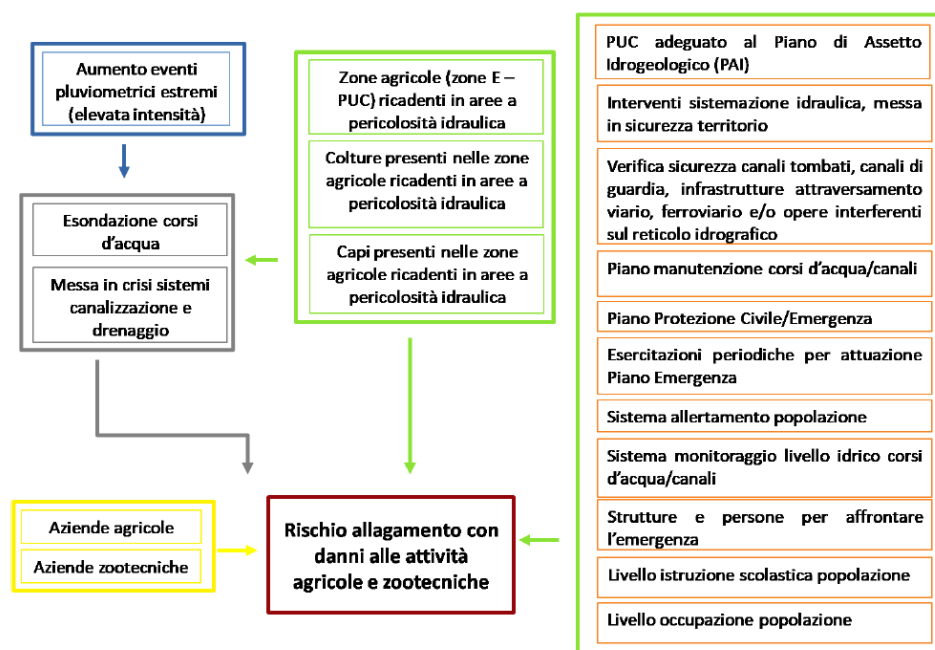 Aumento eventi
pluviometrici estremi
(elevata intensità)
Esondazione corsi
d'acqua
Messa in crisi sistemi
canalizzazione e
drenaggio
Zone agricole (zone E –
PUC) ricadenti in aree a
pericolosità idraulica
Colture presenti nelle zone
agricole ricadenti in aree a
pericolosità idraulica
Capi presenti nelle zone
agricole ricadenti in aree a
pericolosità idraulica
Aziende agricole
Aziende zootecniche
Rischio allagamento con
danni alle attività
agricole e zootecniche
PUC adeguato al Piano di Assetto
Idrogeologico (PAI)
Interventi sistemazione idraulica, messa
in sicurezza territorio
Verifica sicurezza canali tombati, canali di
guardia, infrastrutture attraversamento
viario, ferroviario e/o opere interferenti
sul reticolo idrografico
Piano manutenzione corsi d'acqua/canali
Piano Protezione Civile/Emergenza
Esercitazioni periodiche per attuazione
Piano Emergenza
Sistema allertamento popolazione
Sistema monitoraggio livello idrico corsi
d'acqua/canali
Strutture e persone per affrontare
l'emergenza
Livello istruzione scolastica popolazione
Livello occupazione popolazione